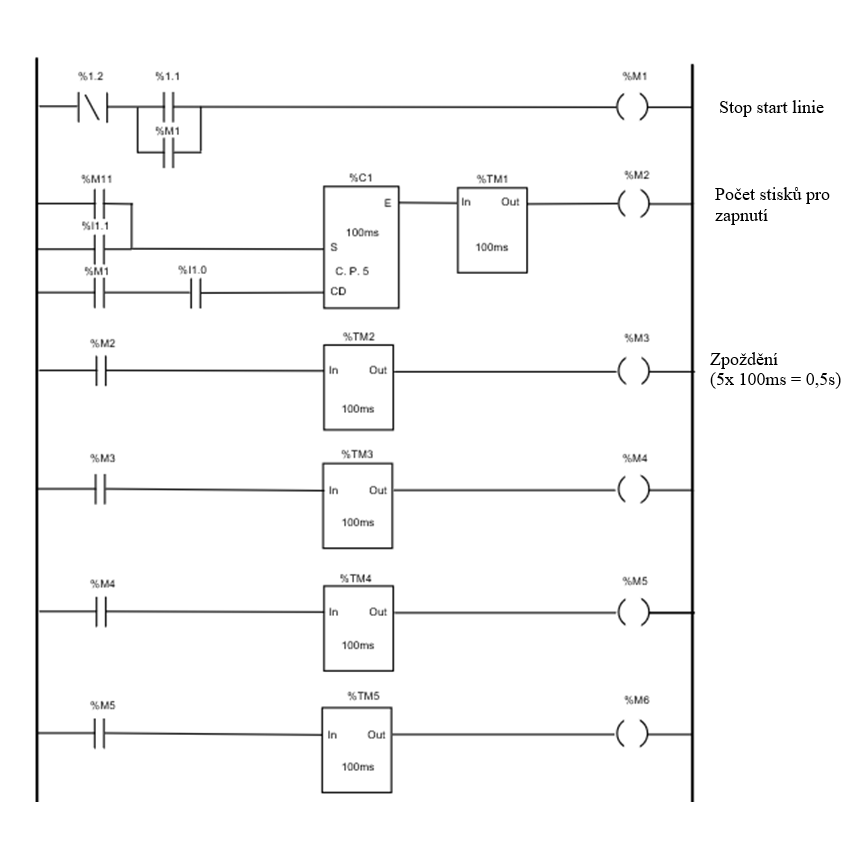 %1.2 %1.1 %M1
Stop start linie
%M1
%M11 %C1 %TM1 %M2
E In Out
Počet stisků pro
zapnutí
%I1.1
100ms
S 100ms
%M1 %I1.0 C. P. 5
CD
%M2 %TM2 %M3
In Out
Zpoždění
(5x 100ms = 0,5s)
100ms
%M3 %TM3 %M4
In Out
100ms
%M4 %TM4 %M5
In Out
100ms
%M5 %TM5 %M6
In Out
100ms